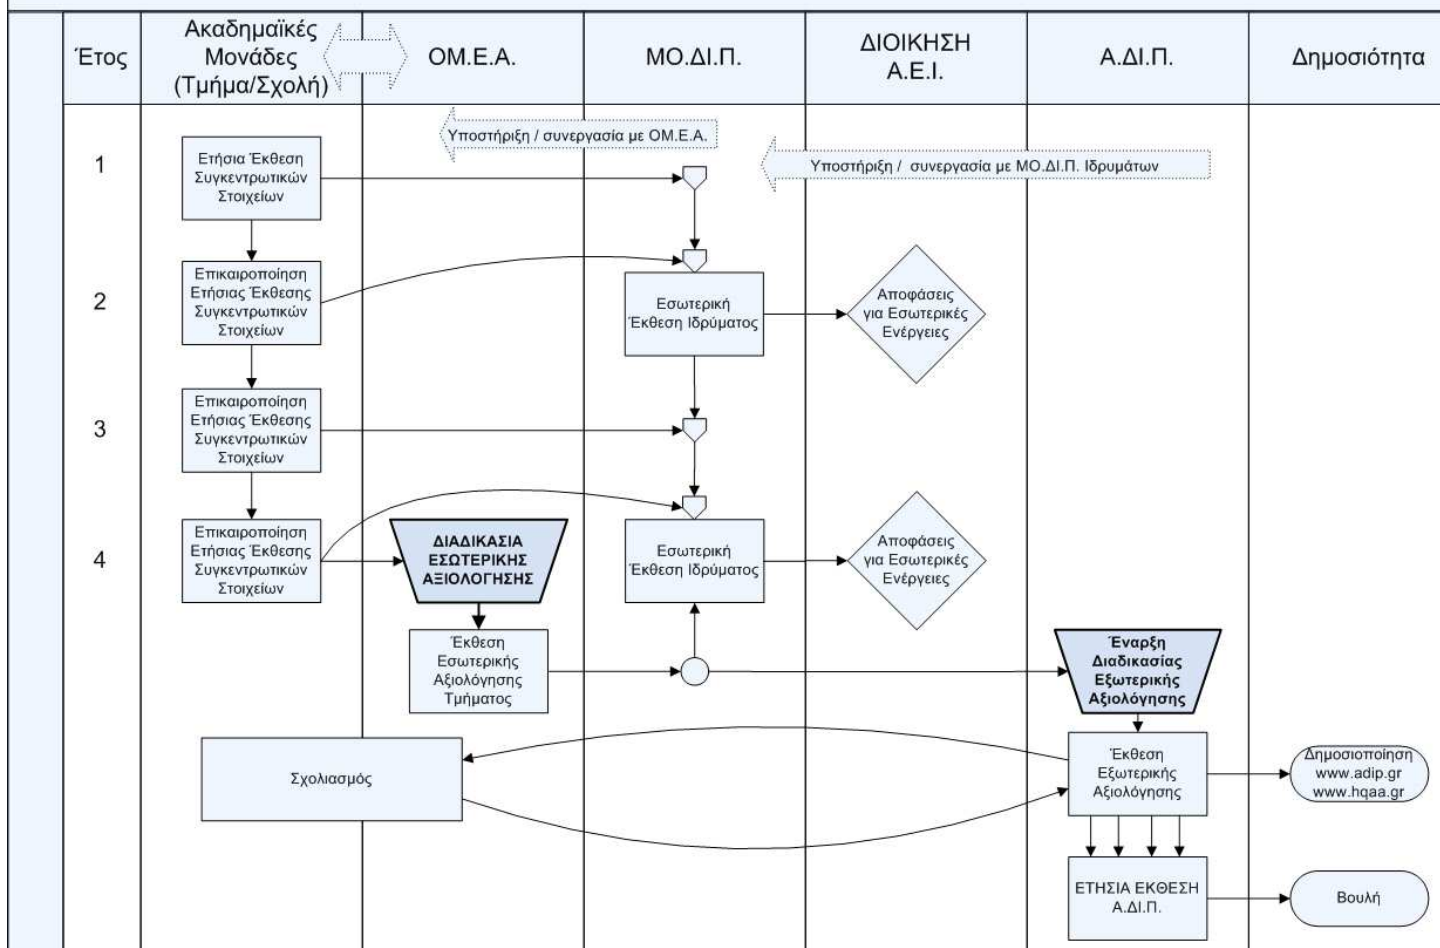 Έτος
Ακαδημαϊκές
Μονάδες
(Τμήμα/Σχολή)
ΟΜ.Ε.Α.
ΜΟ.ΔΙ.Π.
ΔΙΟΙΚΗΣΗ
Α.Ε.Ι.
Α.ΔΙ.Π.
Δημοσιότητα
Υποστήριξη / συνεργασία με ΟΜ.Ε.Α.
Υποστήριξη / συνεργασία με ΜΟ.ΔΙ.Π. Ιδρυμάτων
1
Ετήσια Έκθεση
Συγκεντρωτικών
Στοιχείων
2
Επικαιροποίηση
Ετήσιας Έκθεσης
Συγκεντρωτικών
Στοιχείων
Εσωτερική
Έκθεση Ιδρύματος
Αποφάσεις
για Εσωτερικές
Ενέργειες
3
Επικαιροποίηση
Ετήσιας Έκθεσης
Συγκεντρωτικών
Στοιχείων
4
Επικαιροποίηση
Ετήσιας Έκθεσης
Συγκεντρωτικών
Στοιχείων
ΔΙΑΔΙΚΑΣΙΑ
ΕΣΩΤΕΡΙΚΗΣ
ΑΞΙΟΛΟΓΗΣΗΣ
Εσωτερική
Έκθεση Ιδρύματος
Αποφάσεις
για Εσωτερικές
Ενέργειες
Έκθεση
Εσωτερικής
Αξιολόγησης
Τμήματος
Έναρξη
Διαδικασίας
Εξωτερικής
Αξιολόγησης
Σχολιασμός
Έκθεση
Εξωτερικής
Αξιολόγησης
Δημοσιοποίηση
www.adip.gr
www.hqaa.gr
ΕΤΗΣΙΑ ΕΚΘΕΣΗ
Α.ΔΙ.Π.
Βουλή